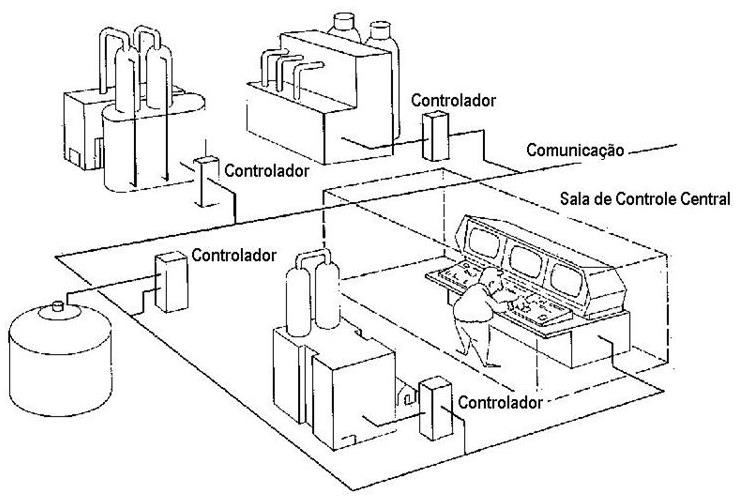 Controlador
Comunicação
Controlador
Sala de Controle Central
Controlador
Controlador